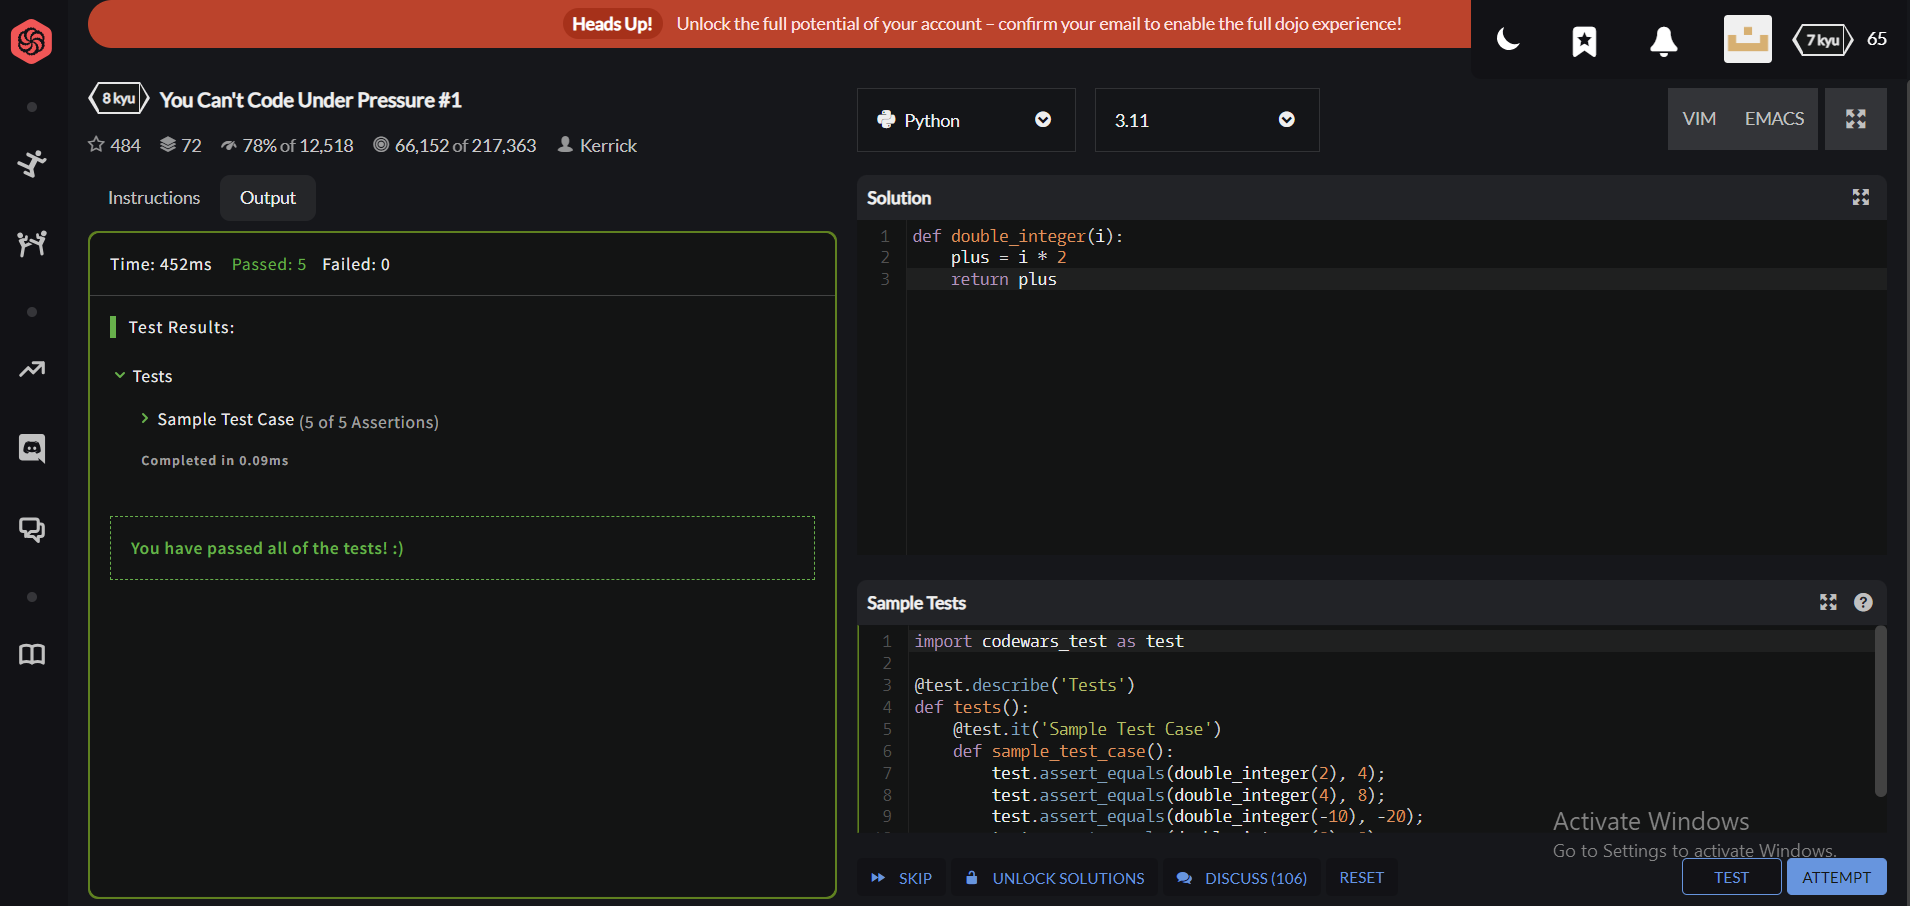 Heads Up! Unlock the full potential of your account – confirm your email to enable the full dojo experience!
7 kyu 65
8 kyu You Can't Code Under Pressure #1
484 72 78% of 12,518 66,152 of 217,363 Kerrick
Instructions Output
Time: 452ms Passed: 5 Failed: 0
Test Results:
Tests
Sample Test Case (5 of 5 Assertions)
Completed in 0.09ms
You have passed all of the tests! :)
Python 3.11 VIM EMACS
Solution
1 def double_integer(i):
2 plus = i * 2
3 return plus
Sample Tests ?
1 import codewars_test as test
2
3 @test.describe('Tests')
4 def tests():
5 @test.it('Sample Test Case')
6 def sample_test_case():
7 test.assert_equals(double_integer(2), 4);
8 test.assert_equals(double_integer(4), 8);
9 test.assert_equals(double_integer(-10), -20);
Activate Windows
Go to Settings to activate Windows.
SKIP UNLOCK SOLUTIONS DISCUSS (106) RESET TEST ATTEMPT